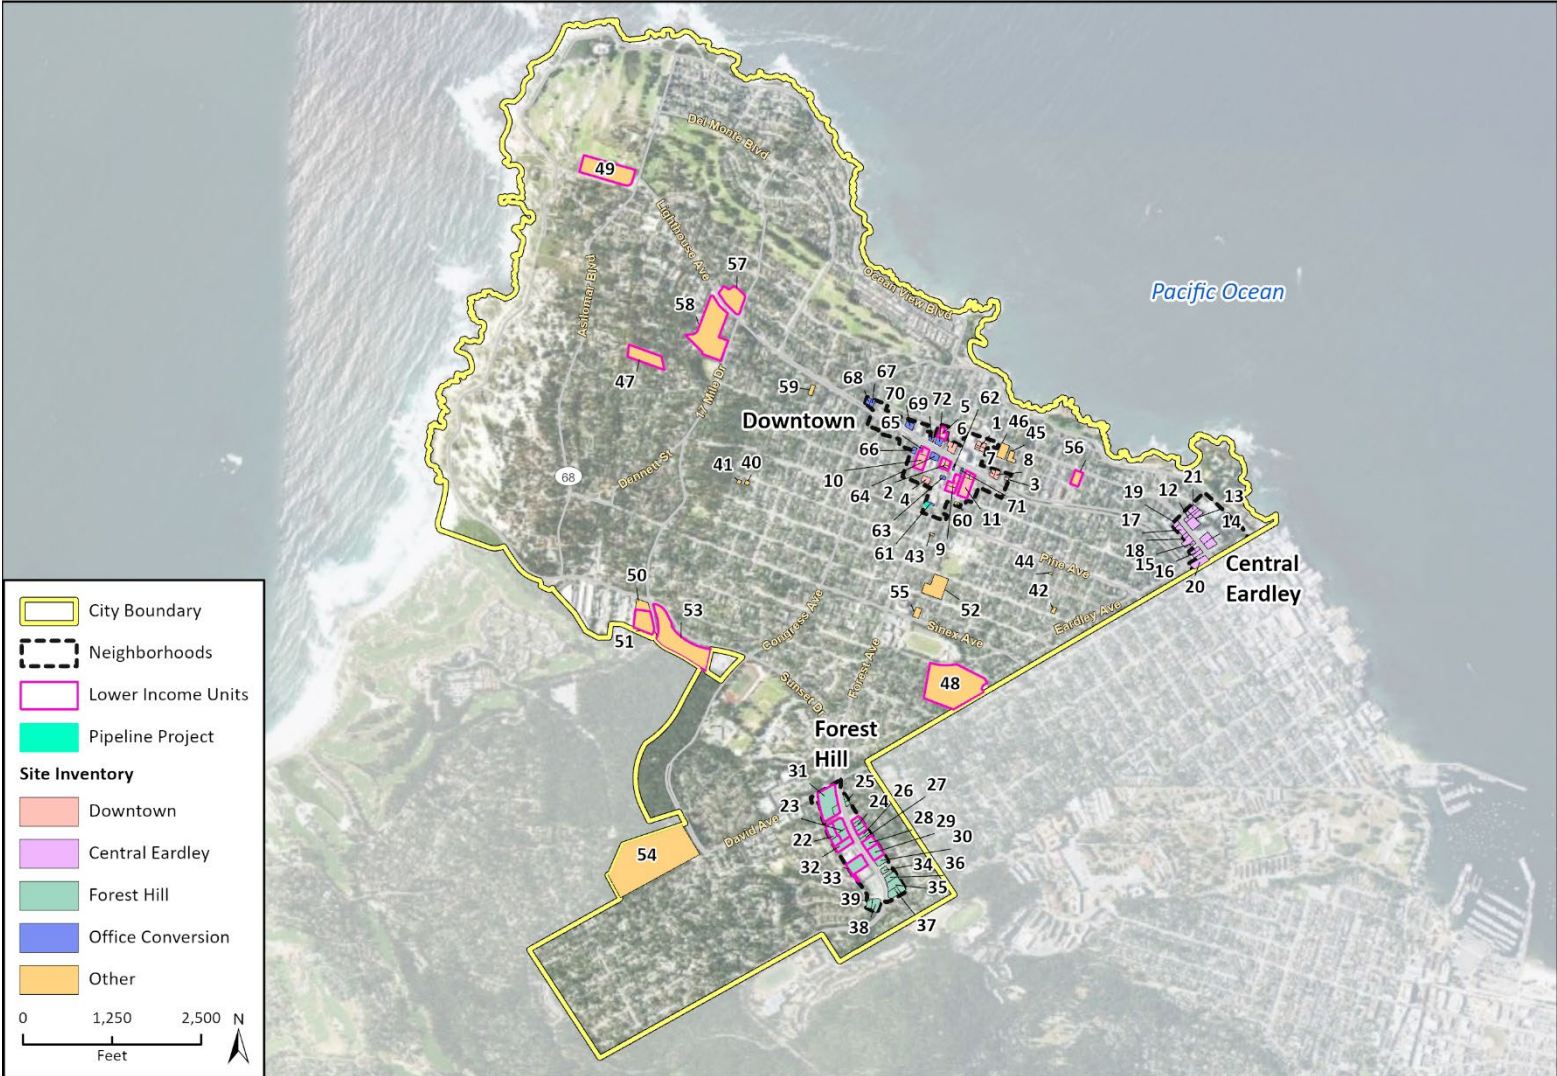 Del Monte Blvd
49
Lighthouse Ave
57
Asilomar Blvd
Ocean View Blvd
Pacific Ocean
58
47
17 Mile Dr
59
68
67
70
69
72
5
62
Downtown
65
6
1
46
45
66
7
8
56
41
40
10
64
2
4
3
71
68
Dennett St
63
61
60
11
43
9
21
19
12
13
17
14
18
15
16
20
Central
Eardley
44
Pine Ave
42
50
53
51
55
52
Congress Ave
Sinex Ave
Eardley Ave
Forest Ave
48
Sunset Dr
Forest
Hill
31
25
27
26
23
24
28
29
22
30
David Ave
54
32
34
36
33
35
39
38
37
City Boundary
Neighborhoods
Lower Income Units
Pipeline Project
Site Inventory
Downtown
Central Eardley
Forest Hill
Office Conversion
Other
0 1,250 2,500 N
Feet